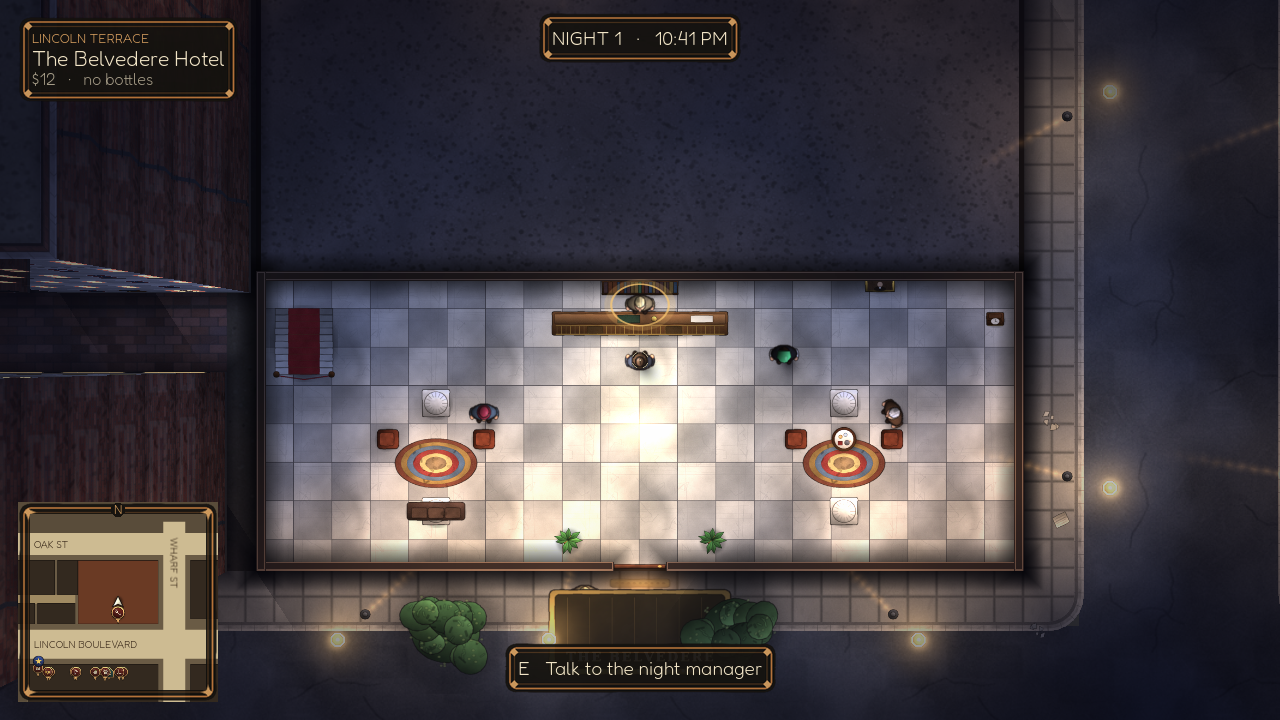 LINCOLN TERRACE
The Belvedere Hotel
$12 · no bottles
NIGHT 1 · 10:41 PM
N
OAK ST
WHARF ST
LINCOLN BOULEVARD
E Talk to the night manager